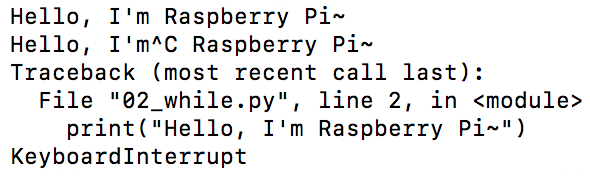 Hello, I'm Raspberry Pi~
Hello, I'm^C Raspberry Pi~
Traceback (most recent call last):
  File "02_while.py", line 2, in <module>
    print("Hello, I'm Raspberry Pi~")
KeyboardInterrupt